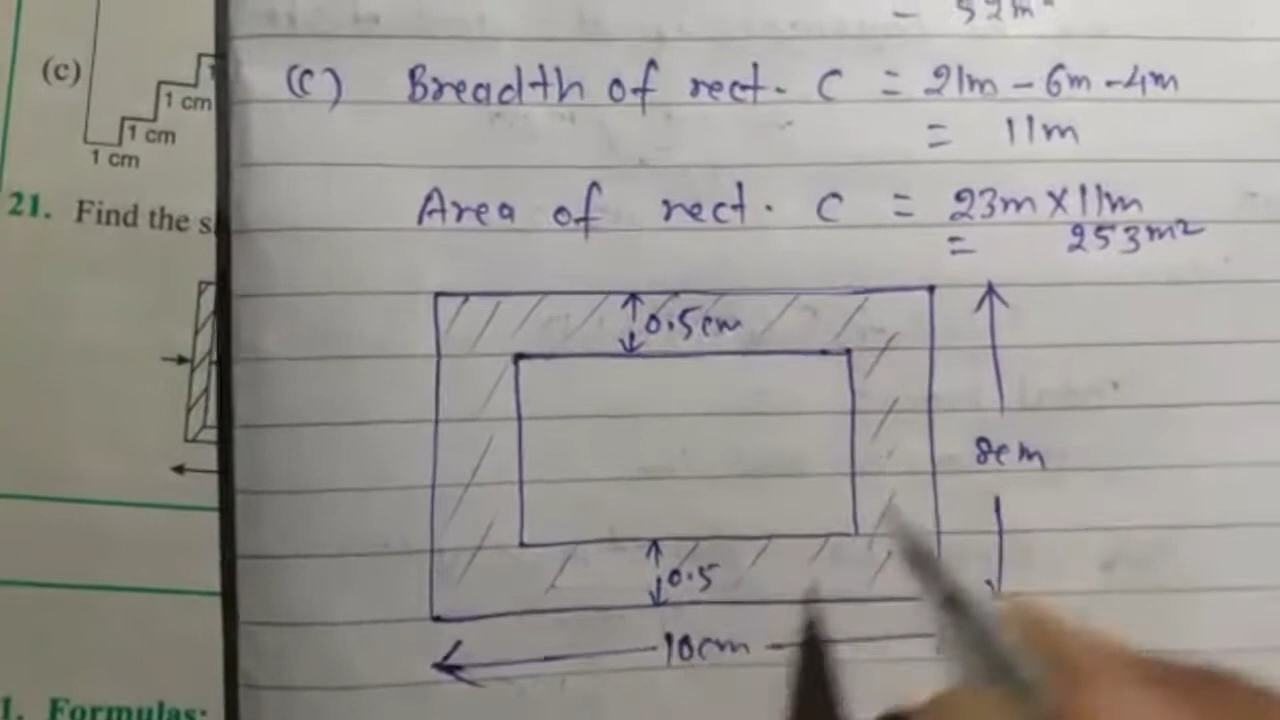 52m²
(c)
1 cm
1 cm
1 cm
21. Find the s
1. Formulas:
(C) Breadth of rect. C = 21m - 6m - 4m
= 11m
Area of rect. C = 23m × 11m
= 253m²
0.5cm
8cm
0.5
10cm